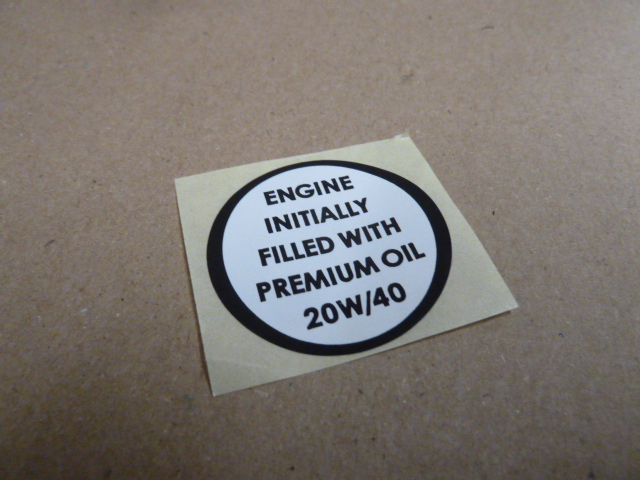 ENGINE
INITIALLY
FILLED WITH
PREMIUM OIL
20W/40